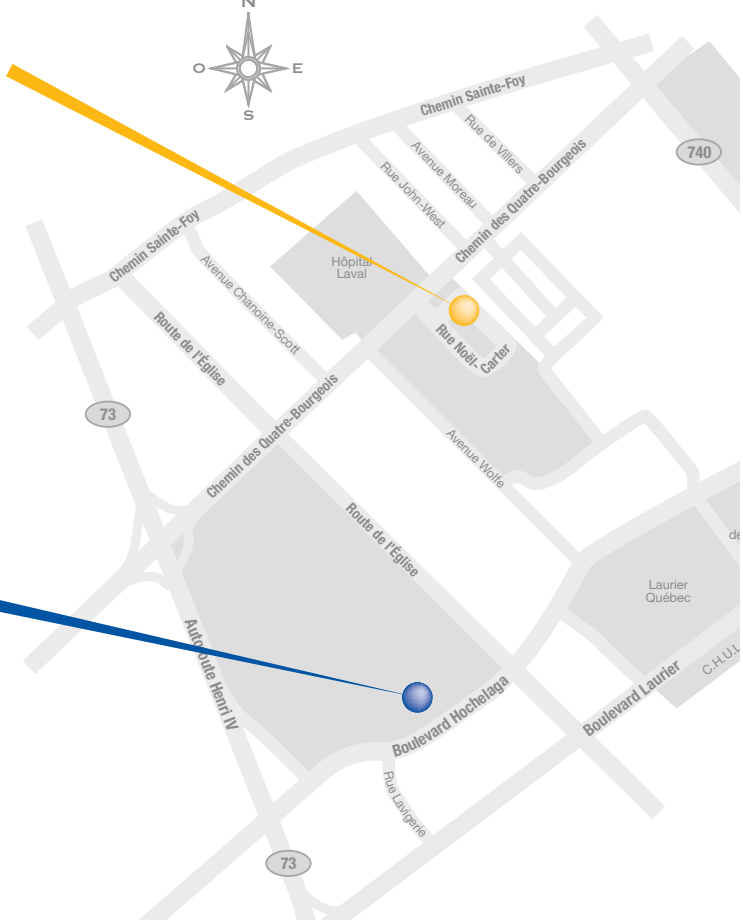 N
O
E
S
Chemin Sainte-Foy
Rue de Villers
Avenue Moreau
Rue John-West
Chemin des Quatre-Bourgeois
740
Chemin Sainte-Foy
Hôpital
Laval
Avenue Chanoine-Scott
Route de l'Église
Rue Noël-
Carter
73
Chemin des Quatre-Bourgeois
Avenue Wolfe
Route de l'Église
de
Laurier
Québec
C.H.U.L
Autoroute Henri IV
Boulevard Hochelaga
Boulevard Laurier
Rue Lavigerie
73